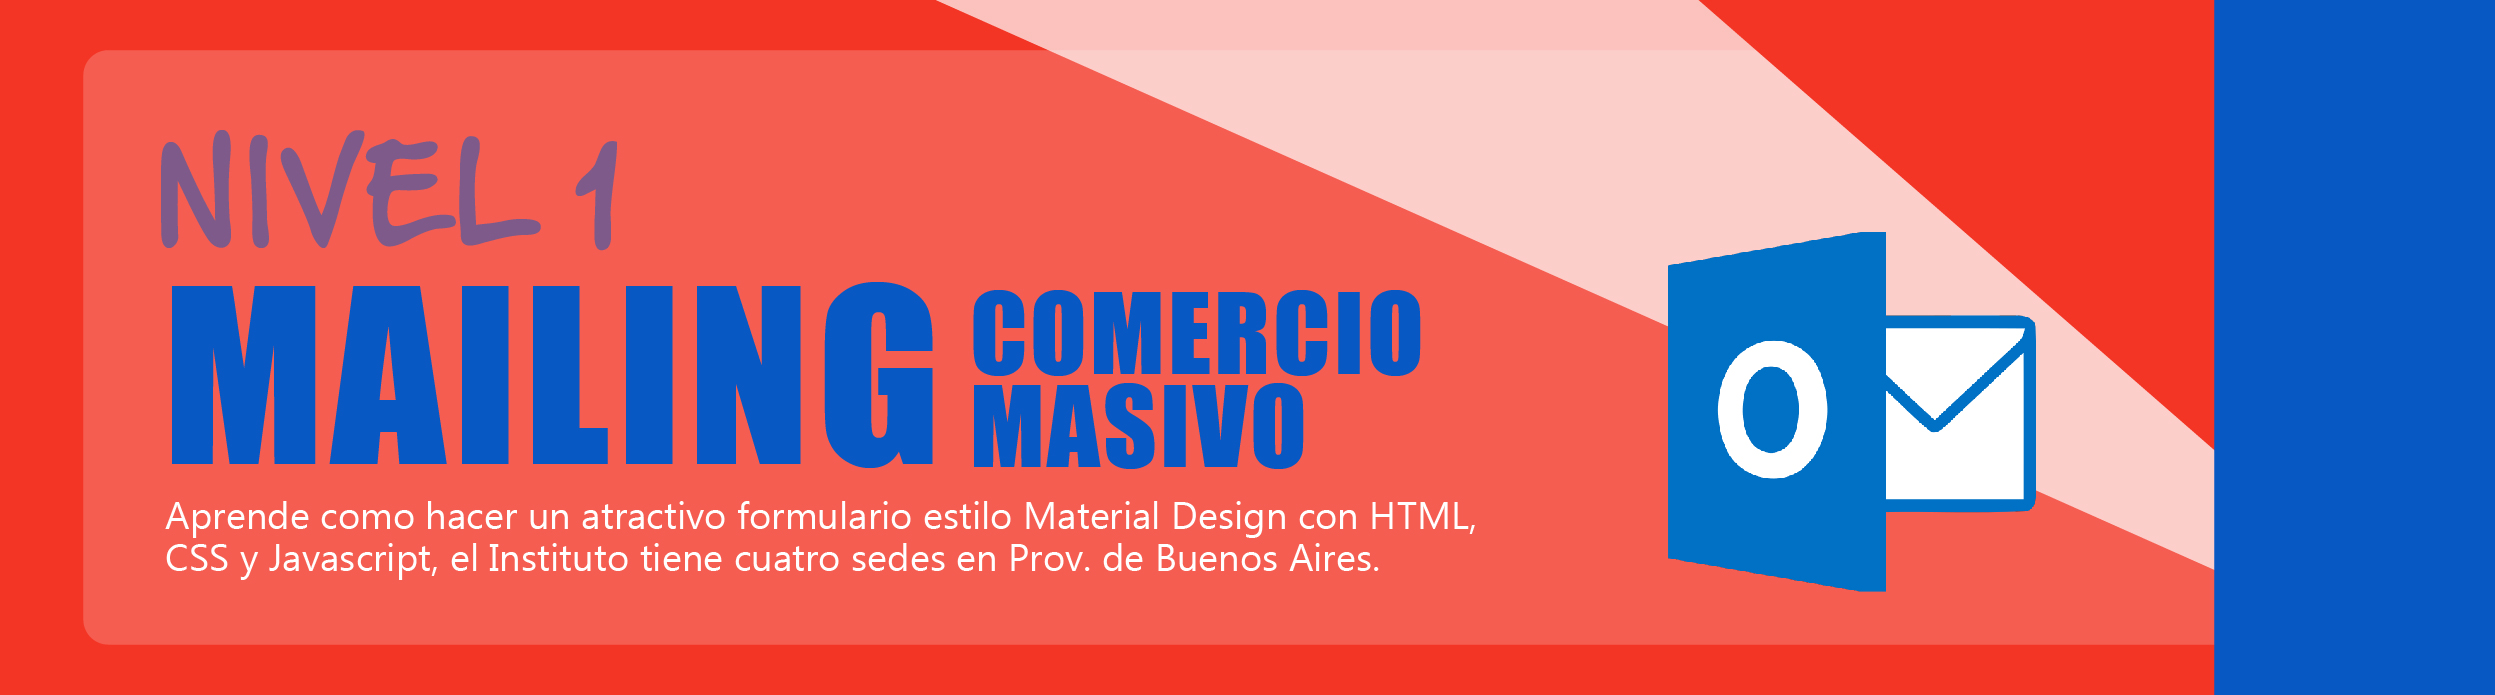 NIVEL 1
MAILING
COMERCIO
MASIVO
O
Aprende como hacer un atractivo formulario estilo Material Design con HTML,
CSS y Javascript, el Instituto tiene cuatro sedes en Prov. de Buenos Aires.